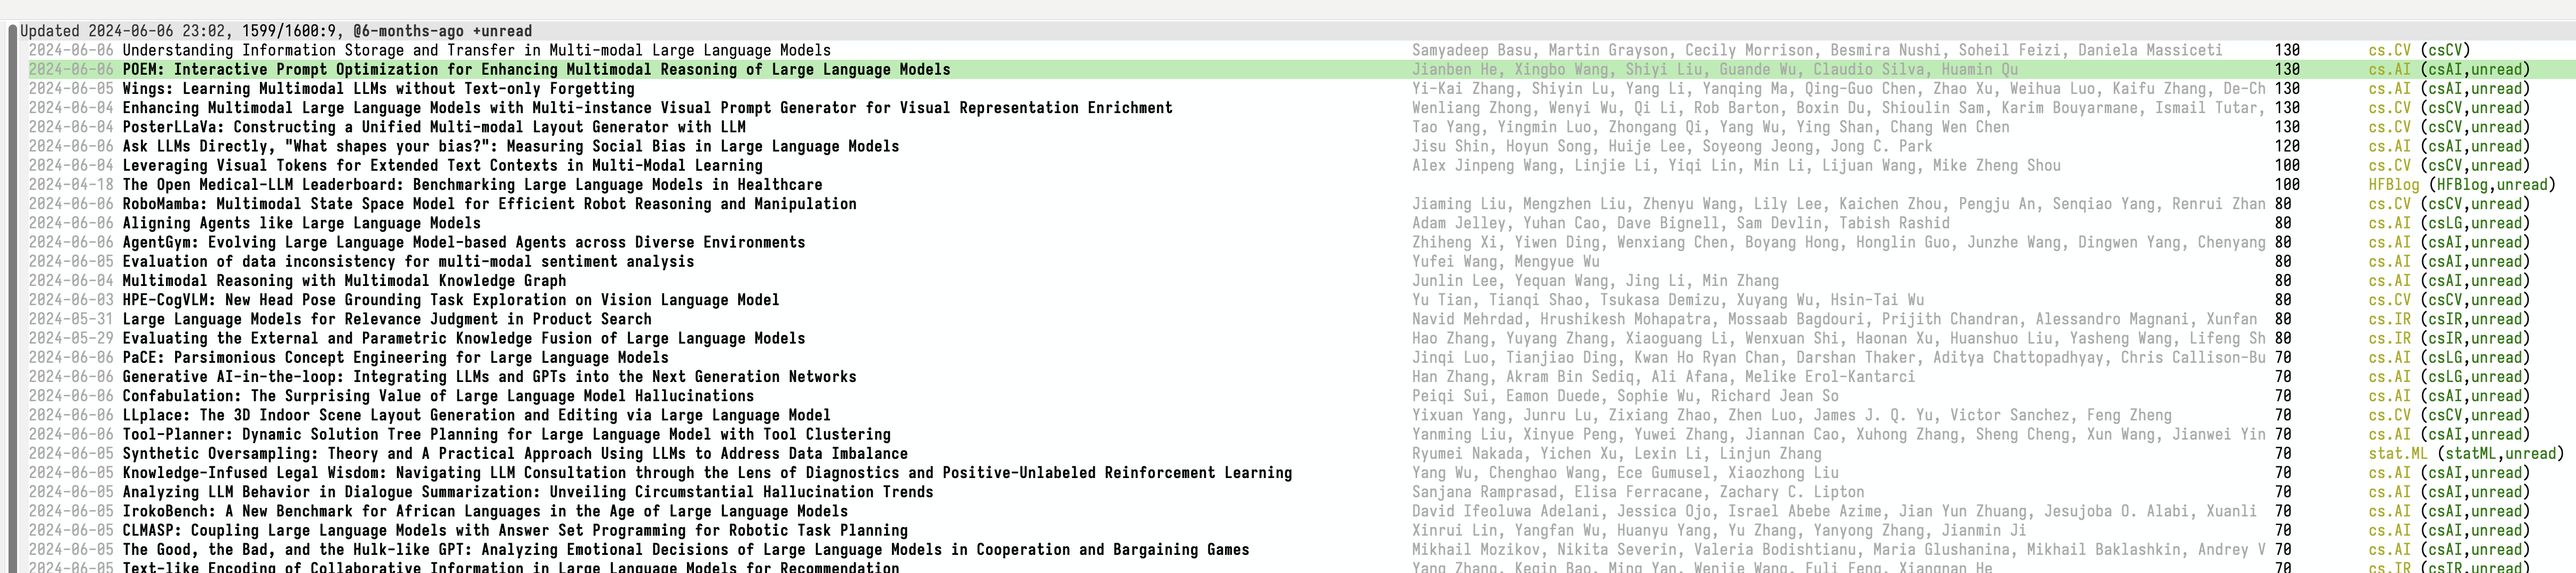 Updated 2024-06-06 23:02, 1599/1600:9, @6-months-ago +unread
2024-06-06 Understanding Information Storage and Transfer in Multi-modal Large Language Models Samyadeep Basu, Martin Grayson, Cecily Morrison, Besmira Nushi, Soheil Feizi, Daniela Massiceti 130 cs.CV (csCV)
2024-06-06 POEM: Interactive Prompt Optimization for Enhancing Multimodal Reasoning of Large Language Models Jianben He, Xingbo Wang, Shiyi Liu, Guande Wu, Claudio Silva, Huamin Qu 130 cs.AI (csAI,unread)
2024-06-05 Wings: Learning Multimodal LLMs without Text-only Forgetting Yi-Kai Zhang, Shiyin Lu, Yang Li, Yanqing Ma, Qing-Guo Chen, Zhao Xu, Weihua Luo, Kaifu Zhang, De-Ch 130 cs.AI (csAI,unread)
2024-06-04 Enhancing Multimodal Large Language Models with Multi-instance Visual Prompt Generator for Visual Representation Enrichment Wenliang Zhong, Wenyi Wu, Qi Li, Rob Barton, Boxin Du, Shioulin Sam, Karim Bouyarmane, Ismail Tutar, 130 cs.CV (csCV,unread)
2024-06-04 PosterLLaVa: Constructing a Unified Multi-modal Layout Generator with LLM Tao Yang, Yingmin Luo, Zhongang Qi, Yang Wu, Ying Shan, Chang Wen Chen 130 cs.CV (csCV,unread)
2024-06-06 Ask LLMs Directly, "What shapes your bias?": Measuring Social Bias in Large Language Models Jisu Shin, Hoyun Song, Huije Lee, Soyeong Jeong, Jong C. Park 120 cs.AI (csAI,unread)
2024-06-04 Leveraging Visual Tokens for Extended Text Contexts in Multi-Modal Learning Alex Jinpeng Wang, Linjie Li, Yiqi Lin, Min Li, Lijuan Wang, Mike Zheng Shou 100 cs.CV (csCV,unread)
2024-04-18 The Open Medical-LLM Leaderboard: Benchmarking Large Language Models in Healthcare 100 HFBlog (HFBlog,unread)
2024-06-06 RoboMamba: Multimodal State Space Model for Efficient Robot Reasoning and Manipulation Jiaming Liu, Mengzhen Liu, Zhenyu Wang, Lily Lee, Kaichen Zhou, Pengju An, Senqiao Yang, Renrui Zhan 80 cs.CV (csCV,unread)
2024-06-06 Aligning Agents like Large Language Models Adam Jelley, Yuhan Cao, Dave Bignell, Sam Devlin, Tabish Rashid 80 cs.AI (csLG,unread)
2024-06-06 AgentGym: Evolving Large Language Model-based Agents across Diverse Environments Zhiheng Xi, Yiwen Ding, Wenxiang Chen, Boyang Hong, Honglin Guo, Junzhe Wang, Dingwen Yang, Chenyang 80 cs.AI (csAI,unread)
2024-06-05 Evaluation of data inconsistency for multi-modal sentiment analysis Yufei Wang, Mengyue Wu 80 cs.AI (csAI,unread)
2024-06-04 Multimodal Reasoning with Multimodal Knowledge Graph Junlin Lee, Yequan Wang, Jing Li, Min Zhang 80 cs.AI (csAI,unread)
2024-06-03 HPE-CogVLM: New Head Pose Grounding Task Exploration on Vision Language Model Yu Tian, Tianqi Shao, Tsukasa Demizu, Xuyang Wu, Hsin-Tai Wu 80 cs.CV (csCV,unread)
2024-05-31 Large Language Models for Relevance Judgment in Product Search Navid Mehrdad, Hrushikesh Mohapatra, Mossaab Bagdouri, Prijith Chandran, Alessandro Magnani, Xunfan 80 cs.IR (csIR,unread)
2024-05-29 Evaluating the External and Parametric Knowledge Fusion of Large Language Models Hao Zhang, Yuyang Zhang, Xiaoguang Li, Wenxuan Shi, Haonan Xu, Huanshuo Liu, Yasheng Wang, Lifeng Sh 80 cs.IR (csIR,unread)
2024-06-06 PaCE: Parsimonious Concept Engineering for Large Language Models Jinqi Luo, Tianjiao Ding, Kwan Ho Ryan Chan, Darshan Thaker, Aditya Chattopadhyay, Chris Callison-Bu 70 cs.AI (csLG,unread)
2024-06-06 Generative AI-in-the-loop: Integrating LLMs and GPTs into the Next Generation Networks Han Zhang, Akram Bin Sediq, Ali Afana, Melike Erol-Kantarci 70 cs.AI (csLG,unread)
2024-06-06 Confabulation: The Surprising Value of Large Language Model Hallucinations Peiqi Sui, Eamon Duede, Sophie Wu, Richard Jean So 70 cs.AI (csAI,unread)
2024-06-06 LLplace: The 3D Indoor Scene Layout Generation and Editing via Large Language Model Yixuan Yang, Junru Lu, Zixiang Zhao, Zhen Luo, James J. Q. Yu, Victor Sanchez, Feng Zheng 70 cs.CV (csCV,unread)
2024-06-06 Tool-Planner: Dynamic Solution Tree Planning for Large Language Model with Tool Clustering Yanming Liu, Xinyue Peng, Yuwei Zhang, Jiannan Cao, Xuhong Zhang, Sheng Cheng, Xun Wang, Jianwei Yin 70 cs.AI (csAI,unread)
2024-06-05 Synthetic Oversampling: Theory and A Practical Approach Using LLMs to Address Data Imbalance Ryumei Nakada, Yichen Xu, Lexin Li, Linjun Zhang 70 stat.ML (statML,unread)
2024-06-05 Knowledge-Infused Legal Wisdom: Navigating LLM Consultation through the Lens of Diagnostics and Positive-Unlabeled Reinforcement Learning Yang Wu, Chenghao Wang, Ece Gumusel, Xiaozhong Liu 70 cs.AI (csAI,unread)
2024-06-05 Analyzing LLM Behavior in Dialogue Summarization: Unveiling Circumstantial Hallucination Trends Sanjana Ramprasad, Elisa Ferracane, Zachary C. Lipton 70 cs.AI (csAI,unread)
2024-06-05 IrokoBench: A New Benchmark for African Languages in the Age of Large Language Models David Ifeoluwa Adelani, Jessica Ojo, Israel Abebe Azime, Jian Yun Zhuang, Jesujoba O. Alabi, Xuanli 70 cs.AI (csAI,unread)
2024-06-05 CLMASP: Coupling Large Language Models with Answer Set Programming for Robotic Task Planning Xinrui Lin, Yangfan Wu, Huanyu Yang, Yu Zhang, Yanyong Zhang, Jianmin Ji 70 cs.AI (csAI,unread)
2024-06-05 The Good, the Bad, and the Hulk-like GPT: Analyzing Emotional Decisions of Large Language Models in Cooperation and Bargaining Games Mikhail Mozikov, Nikita Severin, Valeria Bodishtianu, Maria Glushanina, Mikhail Baklashkin, Andrey V 70 cs.AI (csAI,unread)
2024-06-05 Text-like Encoding of Collaborative Information in Large Language Models for Recommendation Yang Zhang, Keqin Bao, Ming Yan, Wenjie Wang, Fuli Feng, Xiangnan He 70 cs.IR (csIR,unread)